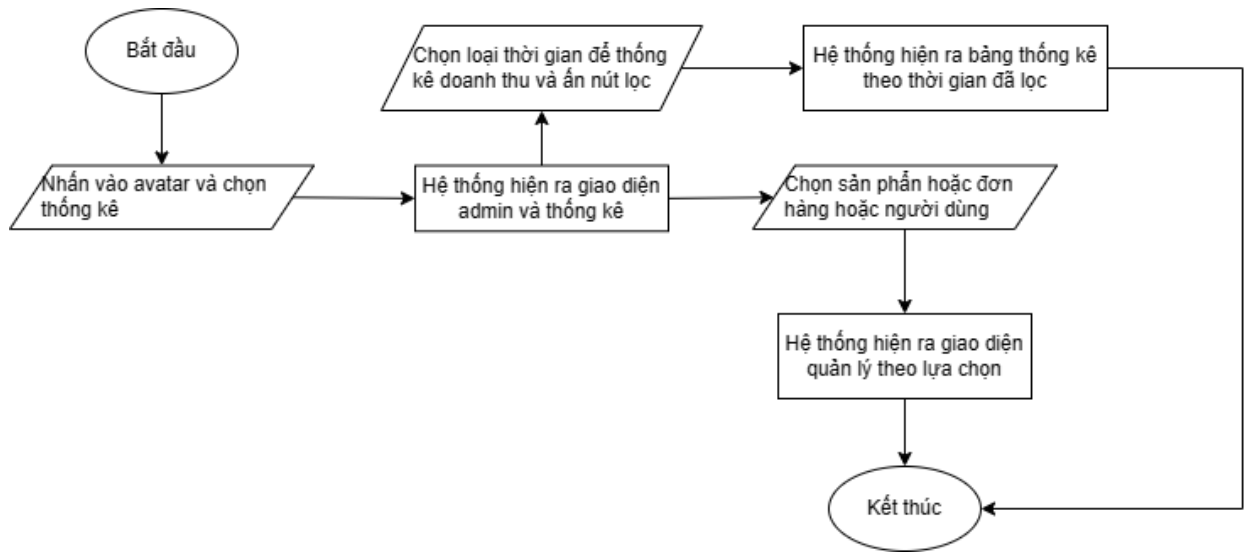 Bắt đầu
Chọn loại thời gian để thống
kê doanh thu và ấn nút lọc
Hệ thống hiện ra bảng thống kê
theo thời gian đã lọc
Nhấn vào avatar và chọn
thống kê
Hệ thống hiện ra giao diện
admin và thống kê
Chọn sản phẩn hoặc đơn
hàng hoặc người dùng
Hệ thống hiện ra giao diện
quản lý theo lựa chọn
Kết thúc